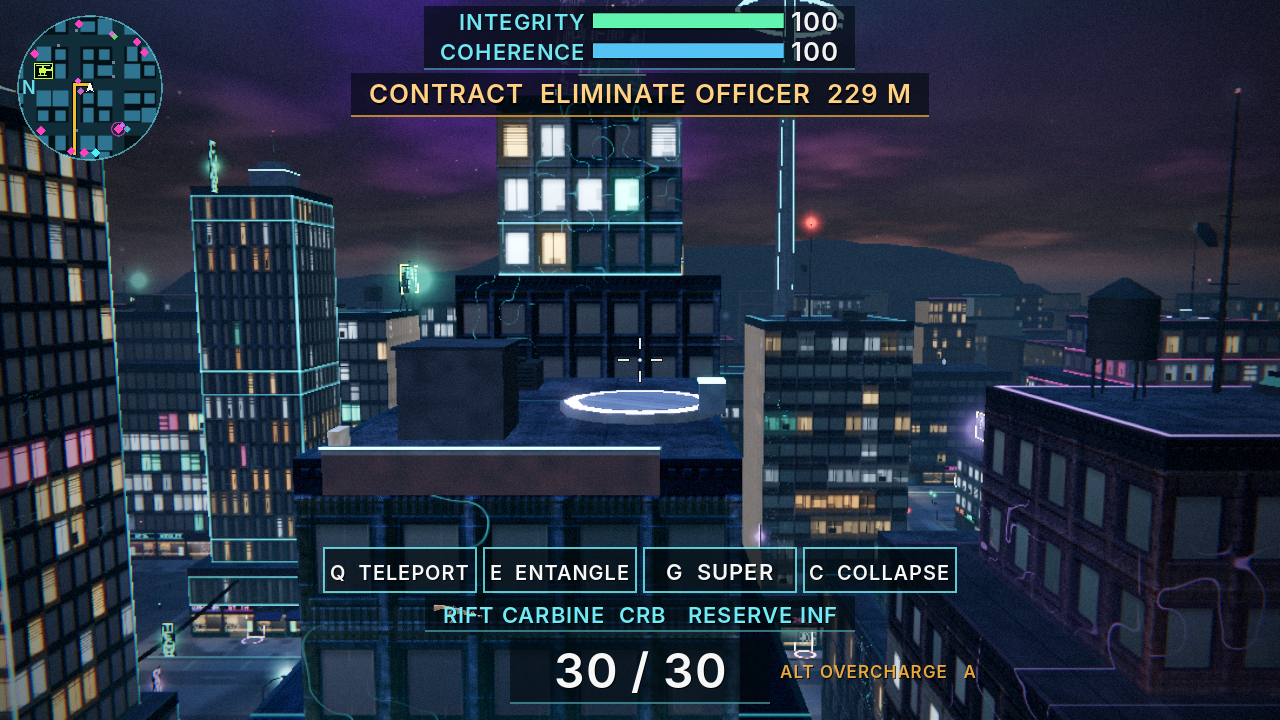 INTEGRITY 100
COHERENCE 100
CONTRACT ELIMINATE OFFICER 229 M
N
Q TELEPORT E ENTANGLE G SUPER C COLLAPSE
RIFT CARBINE CRB RESERVE INF
30 / 30
ALT OVERCHARGE A